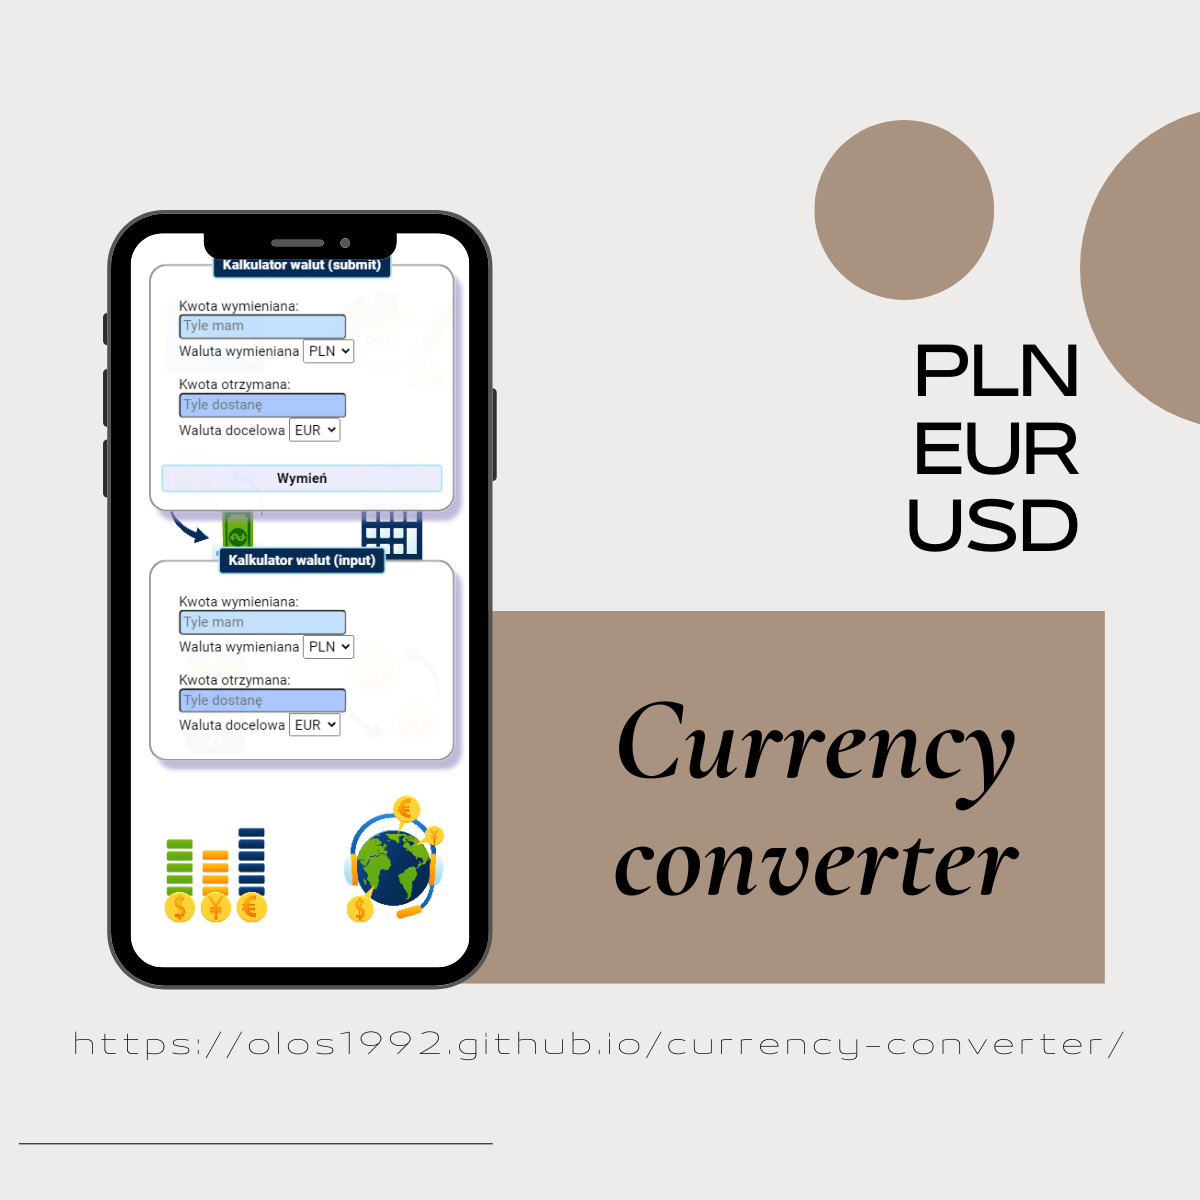 Kalkulator walut (submit)
Kwota wymieniana:
Tyle mam
Waluta wymieniana PLN
Kwota otrzymana:
Tyle dostanę
Waluta docelowa EUR
Wymień
Kalkulator walut (input)
Kwota wymieniana:
Tyle mam
Waluta wymieniana PLN
Kwota otrzymana:
Tyle dostanę
Waluta docelowa EUR
PLN
EUR
USD
Currency
converter
https://olos1992.github.io/currency-converter/